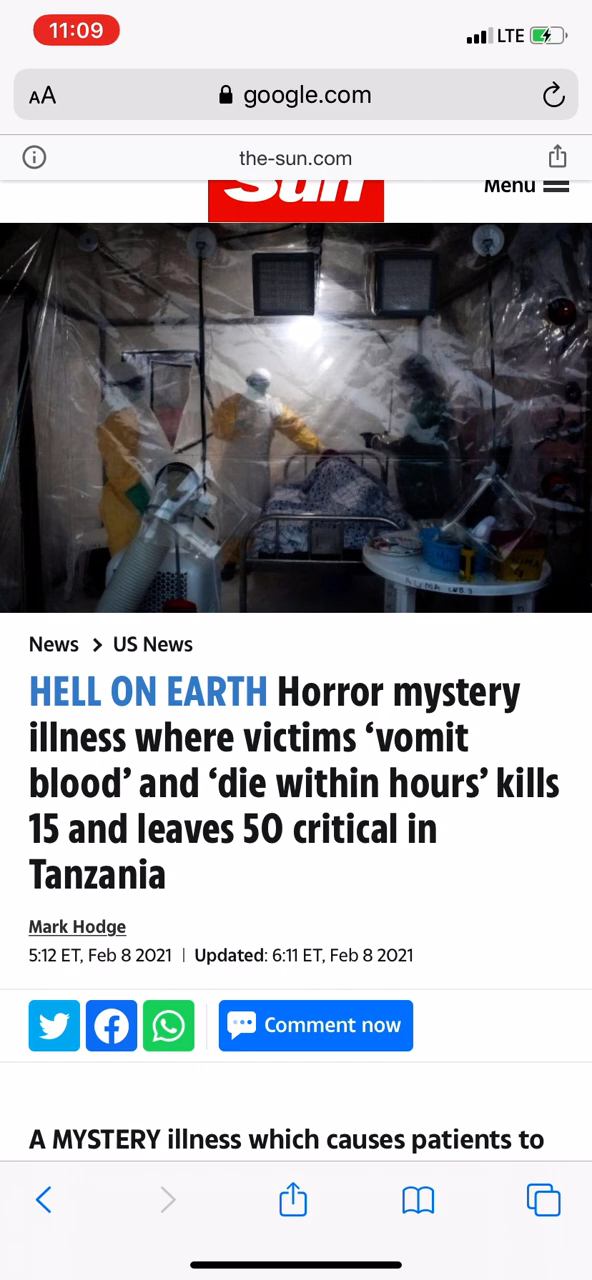 11:09
LTE
AA
google.com
the-sun.com
Sun
Menu
News > US News
HELL ON EARTH Horror mystery
illness where victims ‘vomit
blood’ and ‘die within hours’ kills
15 and leaves 50 critical in
Tanzania
Mark Hodge
5:12 ET, Feb 8 2021 | Updated: 6:11 ET, Feb 8 2021
Comment now
A MYSTERY illness which causes patients to